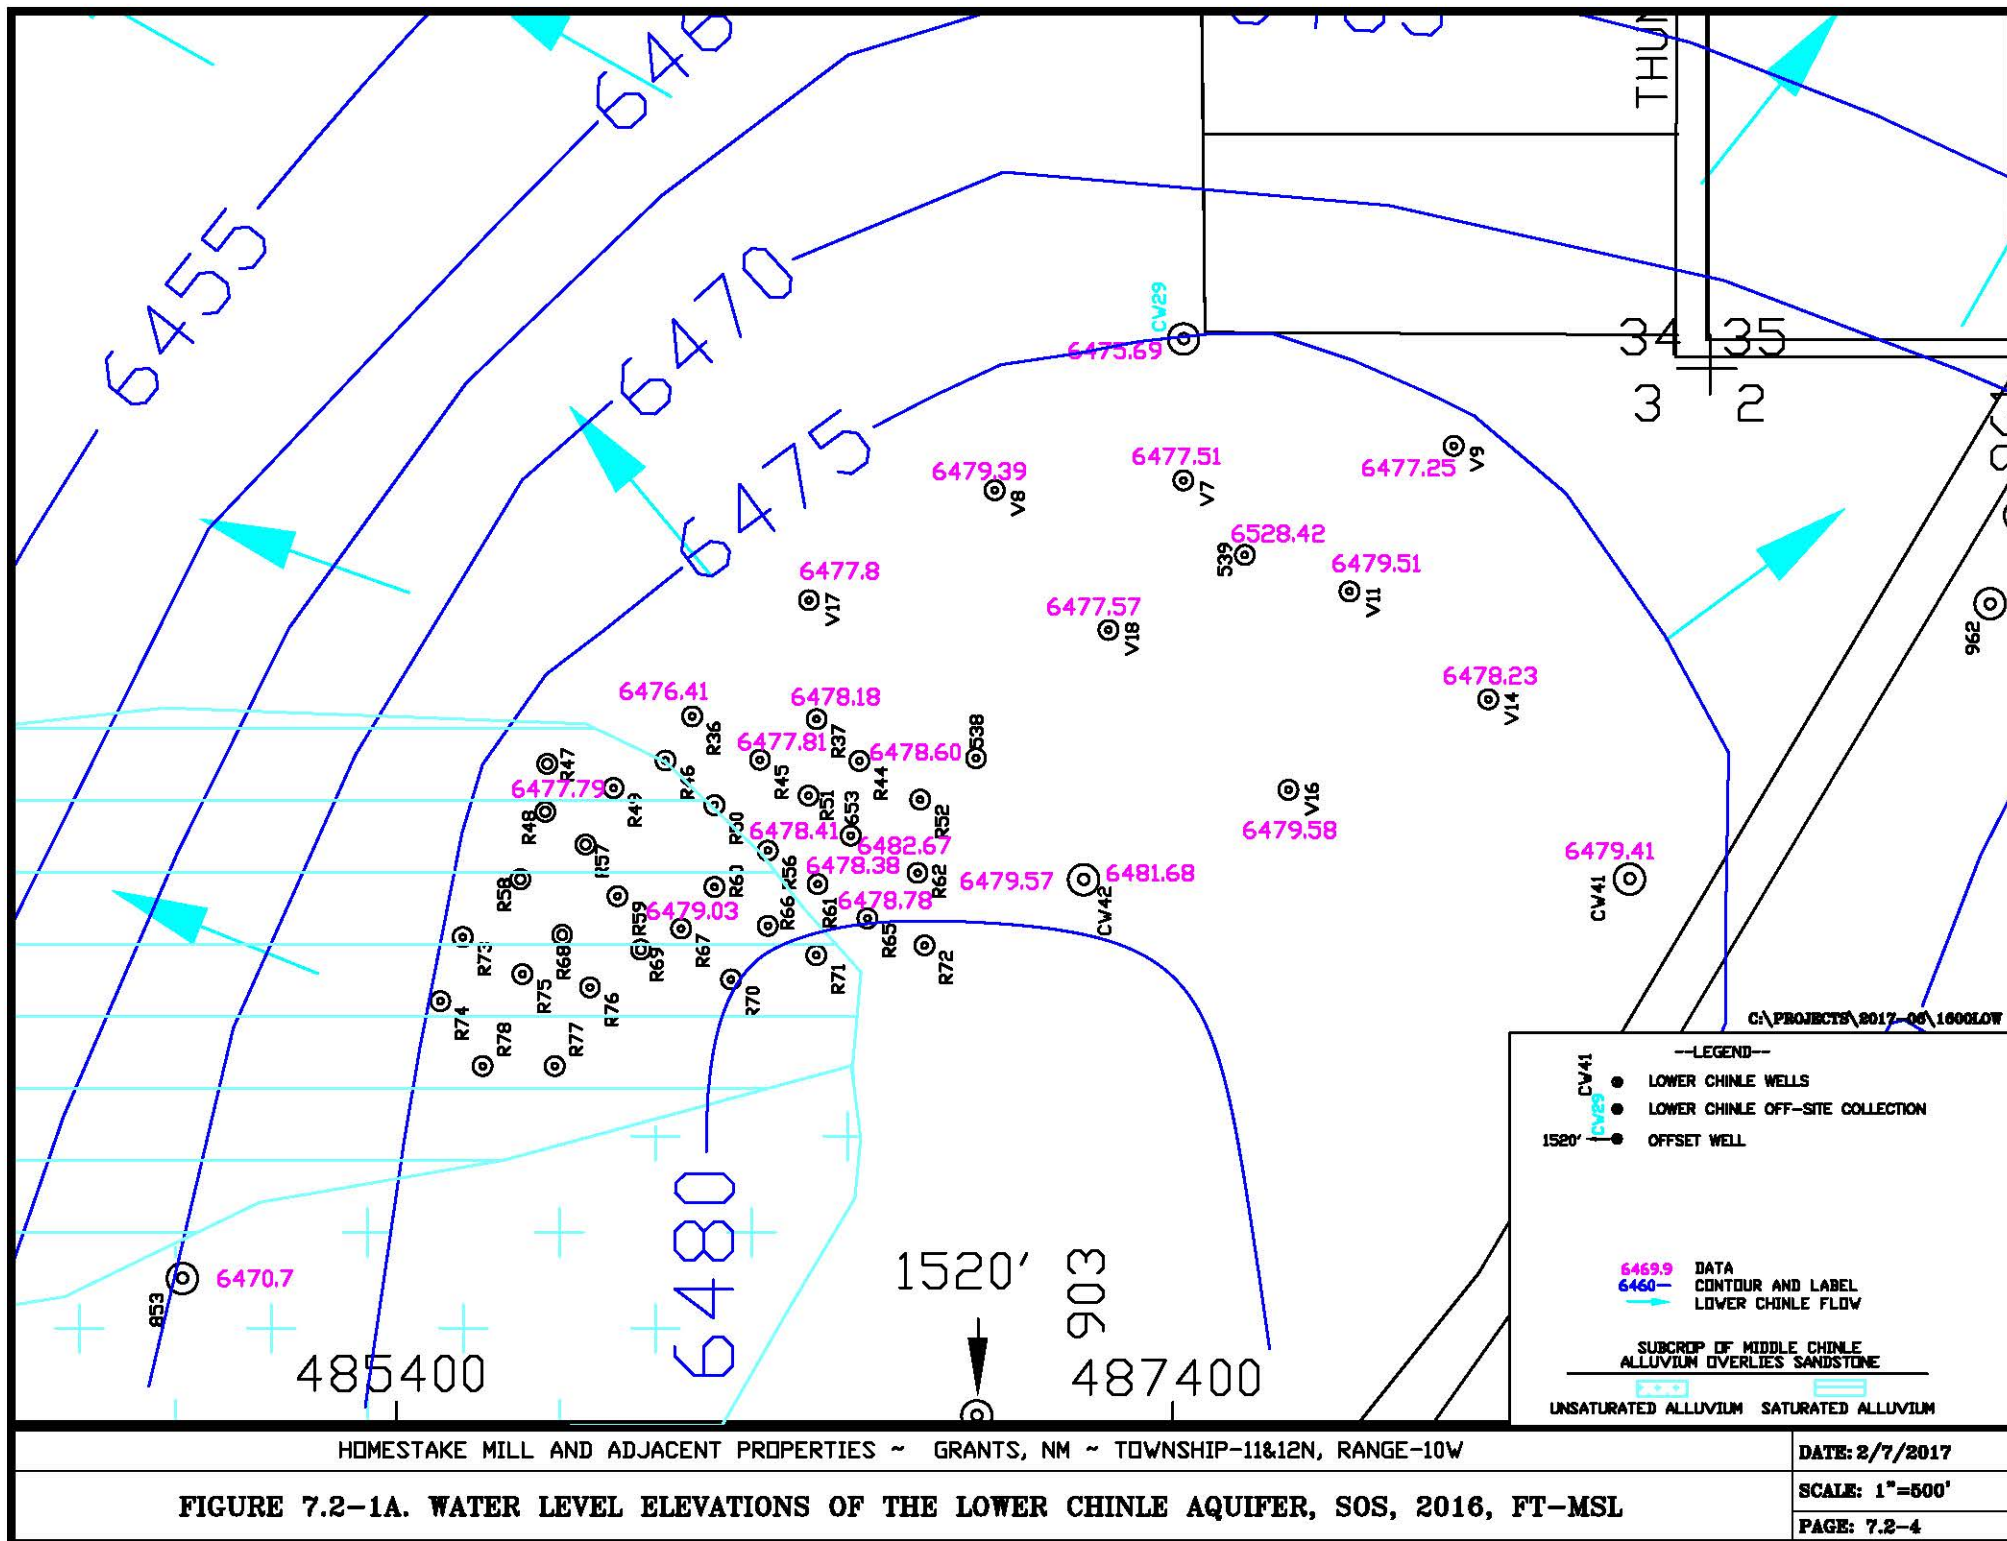 THUN
6455
6470
6475
CW29
6475.69
34 35
3 2
6479.39
V8
6477.51
V7
6477.25
V9
6528.42
539
6479.51
V11
6477.8
V17
6477.57
V18
962
6478.23
V14
6476.41
R36
6478.18
R37
538
6477.81
R45
6478.60
R44
R47
R46
6477.79
R49
R48
R50
R51
653
R52
V16
6479.58
6478.41
R56
6482.67
R57
R58
R60
6478.38
R61
R62
6479.57
6481.68
CW42
6479.41
CW41
R59
6479.03
R66
6478.78
R65
R67
R69
R68
R73
R71
R72
R75
R76
R70
R74
R78
R77
6480
6470.7
853
1520'
903
485400
487400
C:\PROJECTS\2017-06\1600LOW
--LEGEND--
CW41
LOWER CHINLE WELLS
CW29
LOWER CHINLE OFF-SITE COLLECTION
1520' OFFSET WELL
6469.9 DATA
6460 CONTOUR AND LABEL
LOWER CHINLE FLOW
SUBCROP OF MIDDLE CHINLE
ALLUVIUM OVERLIES SANDSTONE
UNSATURATED ALLUVIUM SATURATED ALLUVIUM
HOMESTAKE MILL AND ADJACENT PROPERTIES ~ GRANTS, NM ~ TOWNSHIP-11&12N, RANGE-10W
FIGURE 7.2-1A. WATER LEVEL ELEVATIONS OF THE LOWER CHINLE AQUIFER, SOS, 2016, FT-MSL
DATE: 2/7/2017
SCALE: 1"=500'
PAGE: 7.2-4